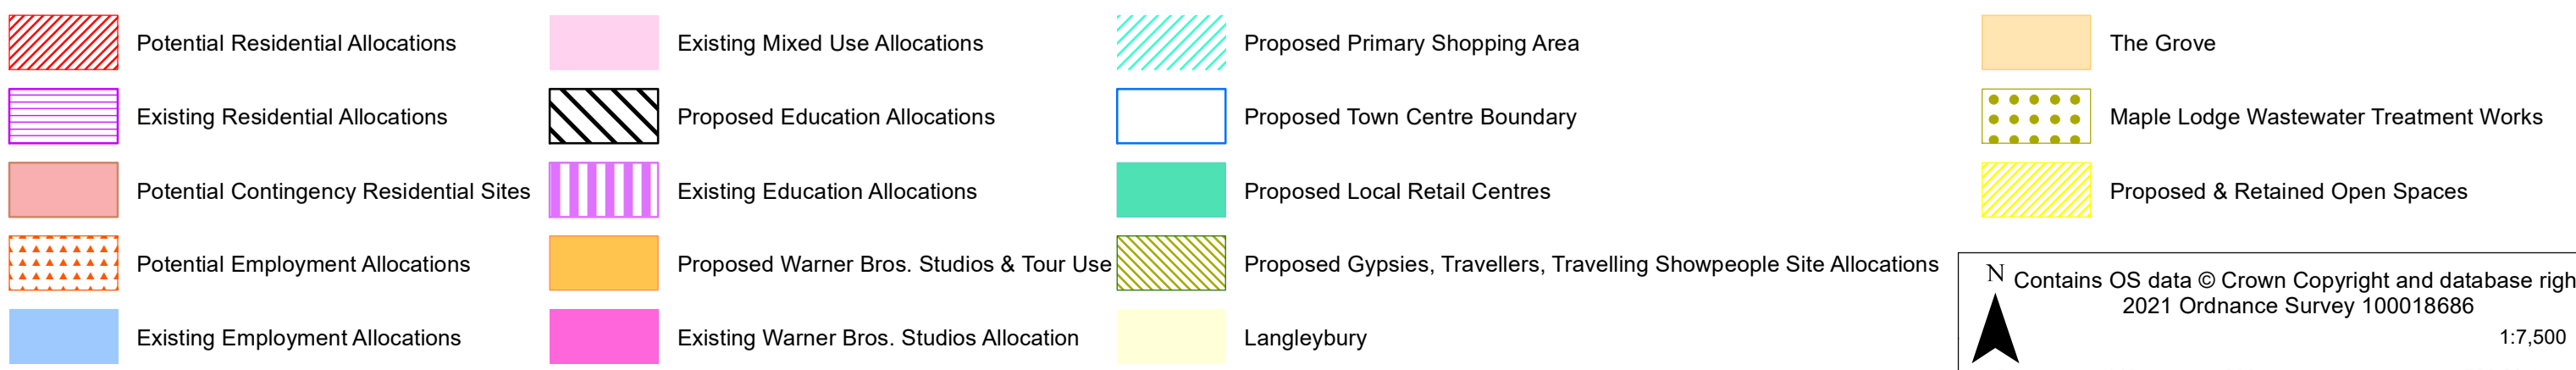 Potential Residential Allocations
Existing Residential Allocations
Potential Contingency Residential Sites
Potential Employment Allocations
Existing Employment Allocations
Existing Mixed Use Allocations
Proposed Education Allocations
Existing Education Allocations
Proposed Warner Bros. Studios & Tour Use
Existing Warner Bros. Studios Allocation
Proposed Primary Shopping Area
Proposed Town Centre Boundary
Proposed Local Retail Centres
Proposed Gypsies, Travellers, Travelling Showpeople Site Allocations
Langleybury
The Grove
Maple Lodge Wastewater Treatment Works
Proposed & Retained Open Spaces
N
Contains OS data © Crown Copyright and database righ
2021 Ordnance Survey 100018686
1:7,500